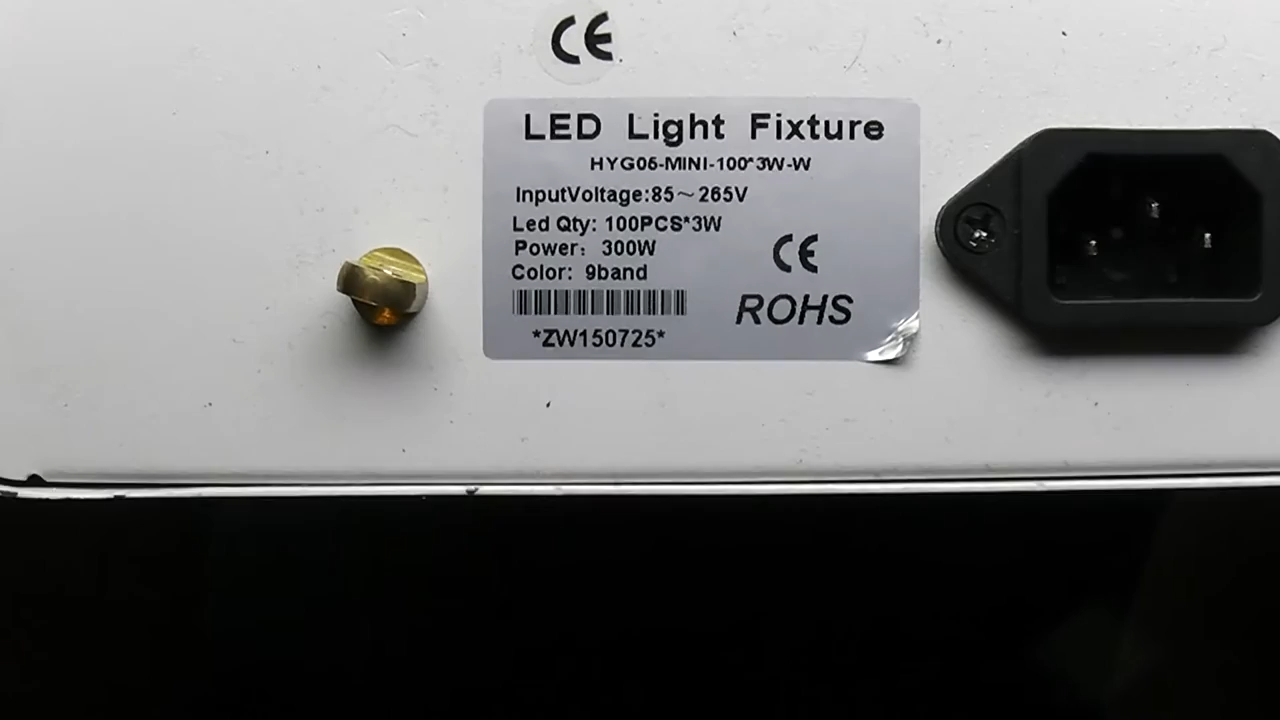 CE
LED Light Fixture
HYG05-MINI-100*3W-W
InputVoltage:85～265V
Led Qty: 100PCS*3W
Power: 300W
Color: 9band
CE
ROHS
*ZW150725*